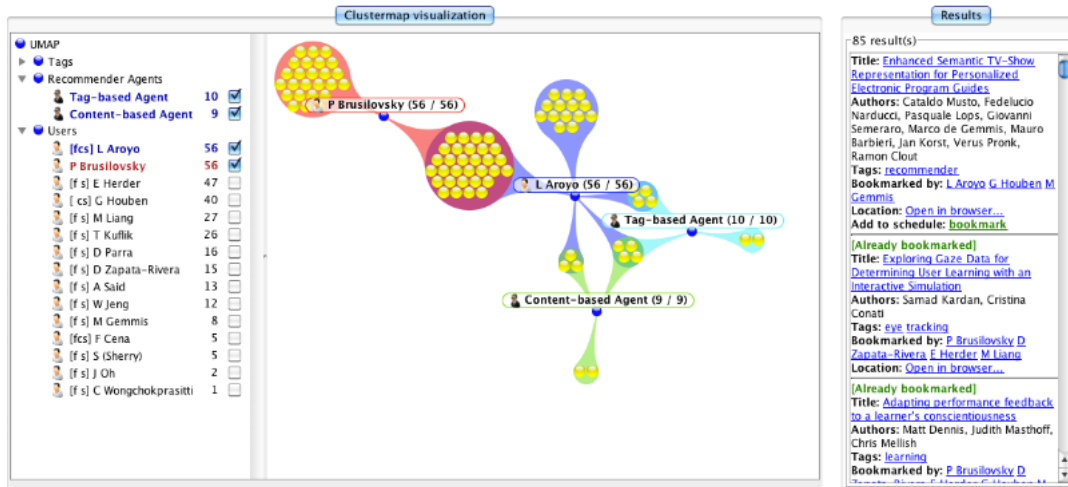 Clustermap visualization
UMAP
Tags
Recommender Agents
Tag-based Agent 10
Content-based Agent 9
Users
[fcs] L Aroyo 56
P Brusilovsky 56
[f s] E Herder 47
[ cs] G Houben 40
[f s] M Liang 27
[f s] T Kuflik 26
[f s] D Parra 16
[f s] D Zapata-Rivera 15
[f s] A Said 13
[f s] W Jeng 12
[f s] M Gemmis 8
[fcs] F Cena 5
[f s] S (Sherry) 5
[f s] J Oh 2
[f s] C Wongchokprasitti 1
P Brusilovsky (56 / 56)
L Aroyo (56 / 56)
Tag-based Agent (10 / 10)
Content-based Agent (9 / 9)
Results
85 result(s)
Title: Enhanced Semantic TV-Show
Representation for Personalized
Electronic Program Guides
Authors: Cataldo Musto, Fedelucio
Narducci, Pasquale Lops, Giovanni
Semeraro, Marco de Gemmis, Mauro
Barbieri, Jan Korst, Verus Pronk,
Ramon Clout
Tags: recommender
Bookmarked by: L Aroyo G Houben M
Gemmis
Location: Open in browser...
Add to schedule: bookmark
[Already bookmarked]
Title: Exploring Gaze Data for
Determining User Learning with an
Interactive Simulation
Authors: Samad Kardan, Cristina
Conati
Tags: eye tracking
Bookmarked by: P Brusilovsky D
Zapata-Rivera E Herder M Liang
Location: Open in browser...
[Already bookmarked]
Title: Adapting performance feedback
to a learner's conscientiousness
Authors: Matt Dennis, Judith Masthoff,
Chris Mellish
Tags: learning
Bookmarked by: P Brusilovsky D
Zapata-Rivera E Herder G Houben M